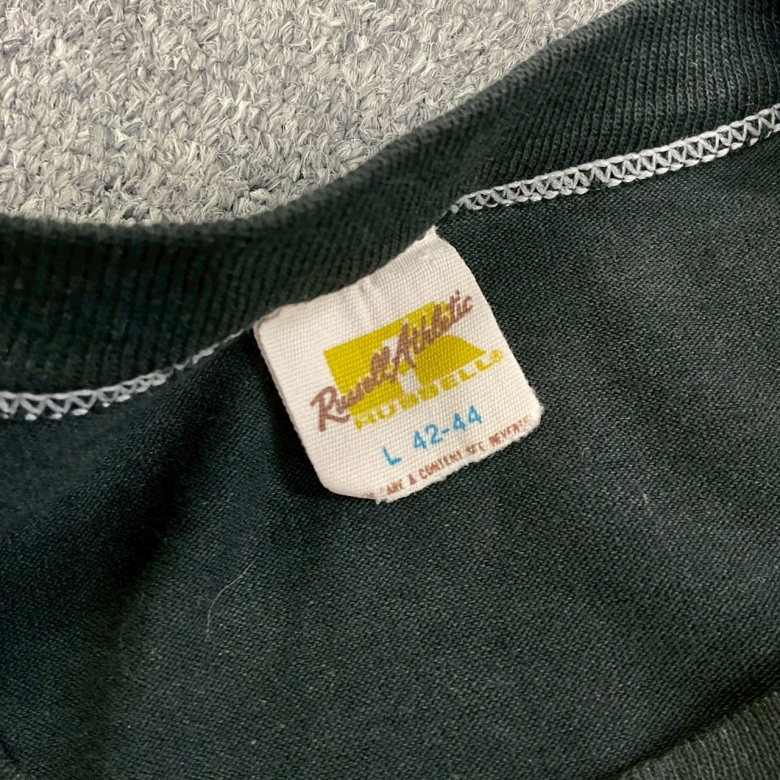 Russell Athletic
RUSSELL
L 42-44
CARE & CONTENT SEE REVERSE